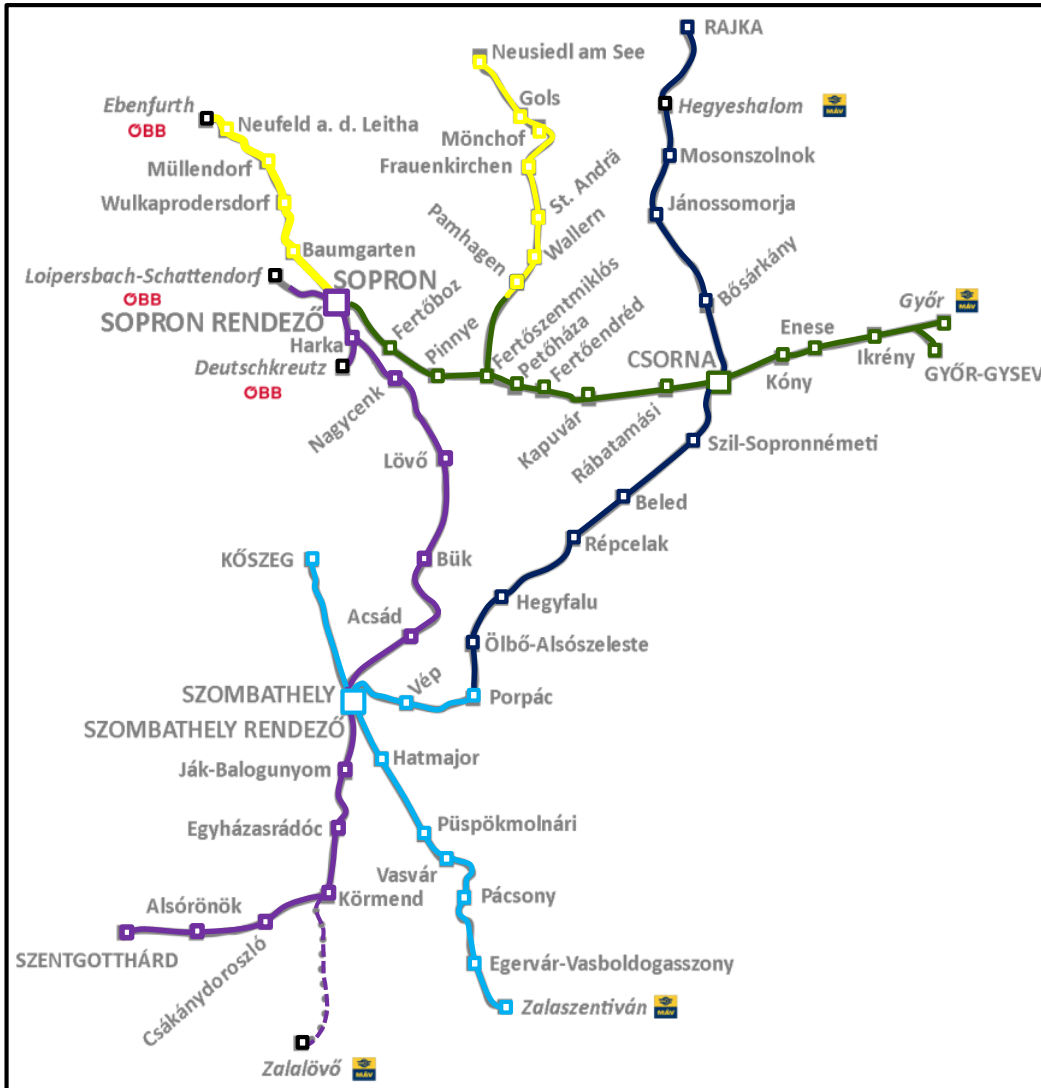 RAJKA
Neusiedl am See
Ebenfurth
ÖBB
Gols
Hegyeshalom
MÁV
Neufeld a. d. Leitha
Mönchof
Müllendorf
Frauenkirchen
Mosonszolnok
St. Andrä
Wulkaprodersdorf
Jánossomorja
Wallern
Pamhagen
Baumgarten
Loipersbach-Schattendorf
SOPRON
ÖBB
Bősárkány
Győr
MÁV
SOPRON RENDEZŐ
Fertőboz
Fertőszentmiklós
Enese
Harka
Pinnye
Petőháza
Fertőendréd
CSORNA
Ikrény
Deutschkreutz
ÖBB
Kóny
GYŐR-GYSEV
Nagycenk
Kapuvár
Rábatamási
Szil-Sopronnémeti
Lövő
Beled
Répcelak
KŐSZEG
Bük
Hegyfalu
Acsád
Ölbő-Alsószeleste
Vép
SZOMBATHELY
Porpác
SZOMBATHELY RENDEZŐ
Hatmajor
Ják-Balogunyom
Püspökmolnári
Egyházasrádóc
Vasvár
Pácsony
Körmend
Alsórönök
SZENTGOTTHÁRD
Csákánydoroszló
Egervár-Vasboldogasszony
Zalaszentiván
MÁV
Zalalövő
MÁV